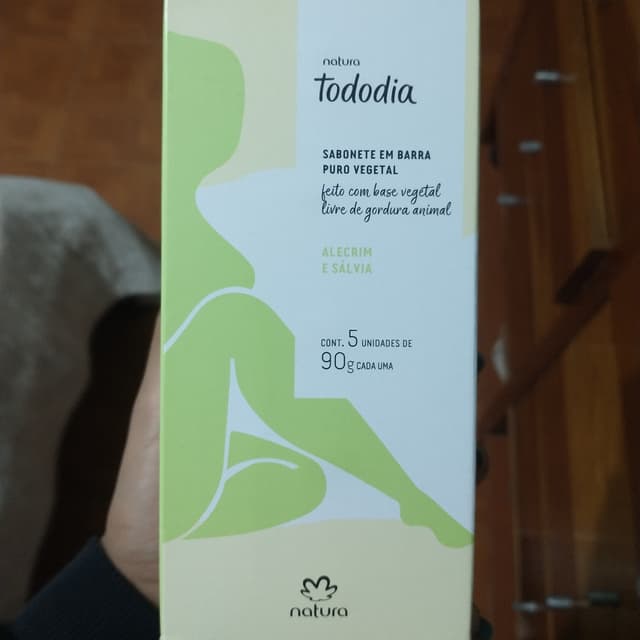 natura
Tododia
SABONETE EM BARRA
PURO VEGETAL
feito com base vegetal
livre de gordura animal
ALECRIM
E SÁLVIA
CONT. 5 UNIDADES DE
90g CADA UMA
natura